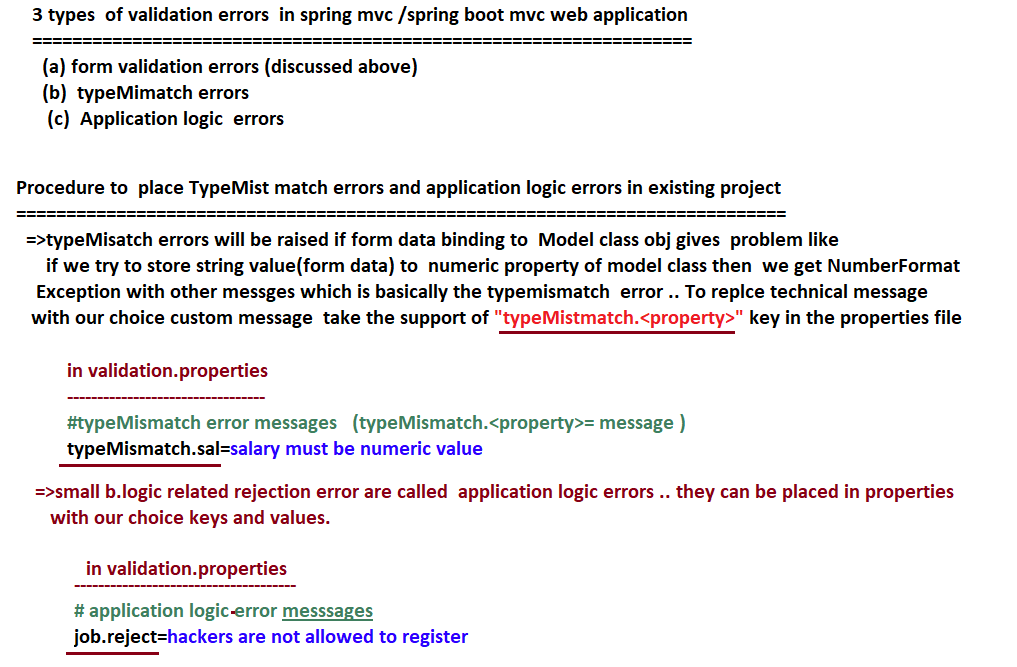 3 types of validation errors in spring mvc /spring boot mvc web application
==================================================================
(a) form validation errors (discussed above)
(b) typeMimatch errors
(c) Application logic errors
Procedure to place TypeMist match errors and application logic errors in existing project
=============================================================================
=>typeMisatch errors will be raised if form data binding to Model class obj gives problem like
if we try to store string value(form data) to numeric property of model class then we get NumberFormat
Exception with other messges which is basically the typemismatch error .. To replce technical message
with our choice custom message take the support of "typeMistmatch.<property>" key in the properties file
in validation.properties
---------------------------------
#typeMismatch error messages (typeMismatch.<property>= message )
typeMismatch.sal=salary must be numeric value
=>small b.logic related rejection error are called application logic errors .. they can be placed in properties
with our choice keys and values.
in validation.properties
-------------------------------------
# application logic-error messsages
job.reject=hackers are not allowed to register